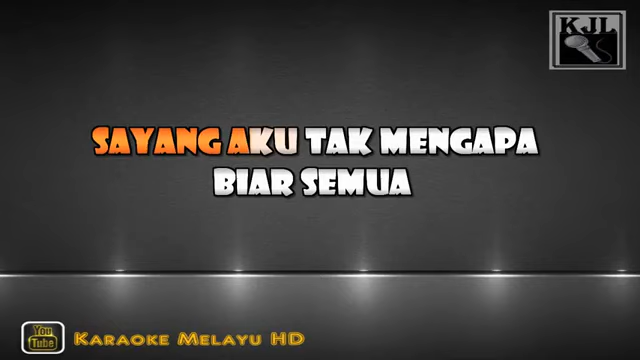 KJL
SAYANG AKU TAK MENGAPA
BIAR SEMUA
You
Tube
KARAOKE MELAYU HD